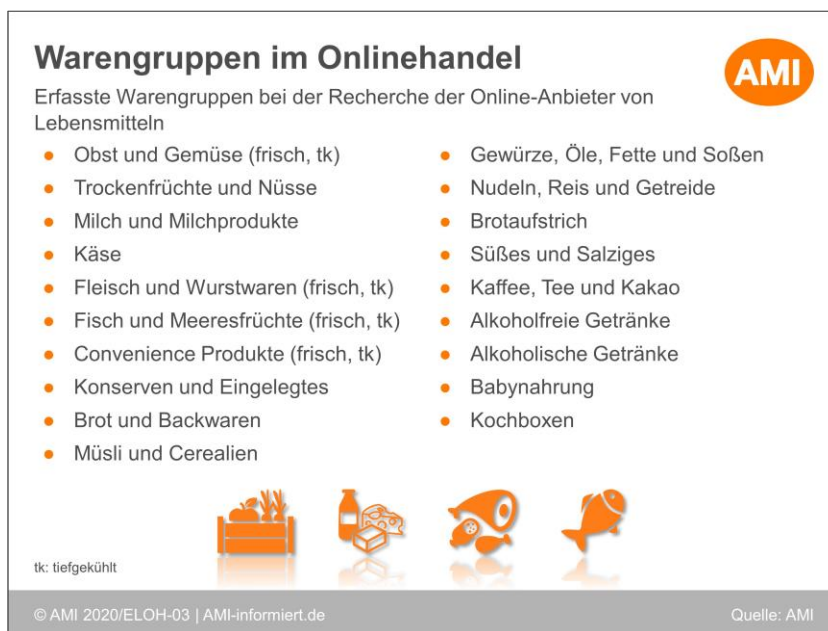 Warengruppen im Onlinehandel
AMI
Erfasste Warengruppen bei der Recherche der Online-Anbieter von
Lebensmitteln
● Obst und Gemüse (frisch, tk)
● Trockenfrüchte und Nüsse
● Milch und Milchprodukte
● Käse
● Fleisch und Wurstwaren (frisch, tk)
● Fisch und Meeresfrüchte (frisch, tk)
● Convenience Produkte (frisch, tk)
● Konserven und Eingelegtes
● Brot und Backwaren
● Müsli und Cerealien
● Gewürze, Öle, Fette und Soßen
● Nudeln, Reis und Getreide
● Brotaufstrich
● Süßes und Salziges
● Kaffee, Tee und Kakao
● Alkoholfreie Getränke
● Alkoholische Getränke
● Babynahrung
● Kochboxen
tk: tiefgekühlt
© AMI 2020/ELOH-03 | AMI-informiert.de
Quelle: AMI